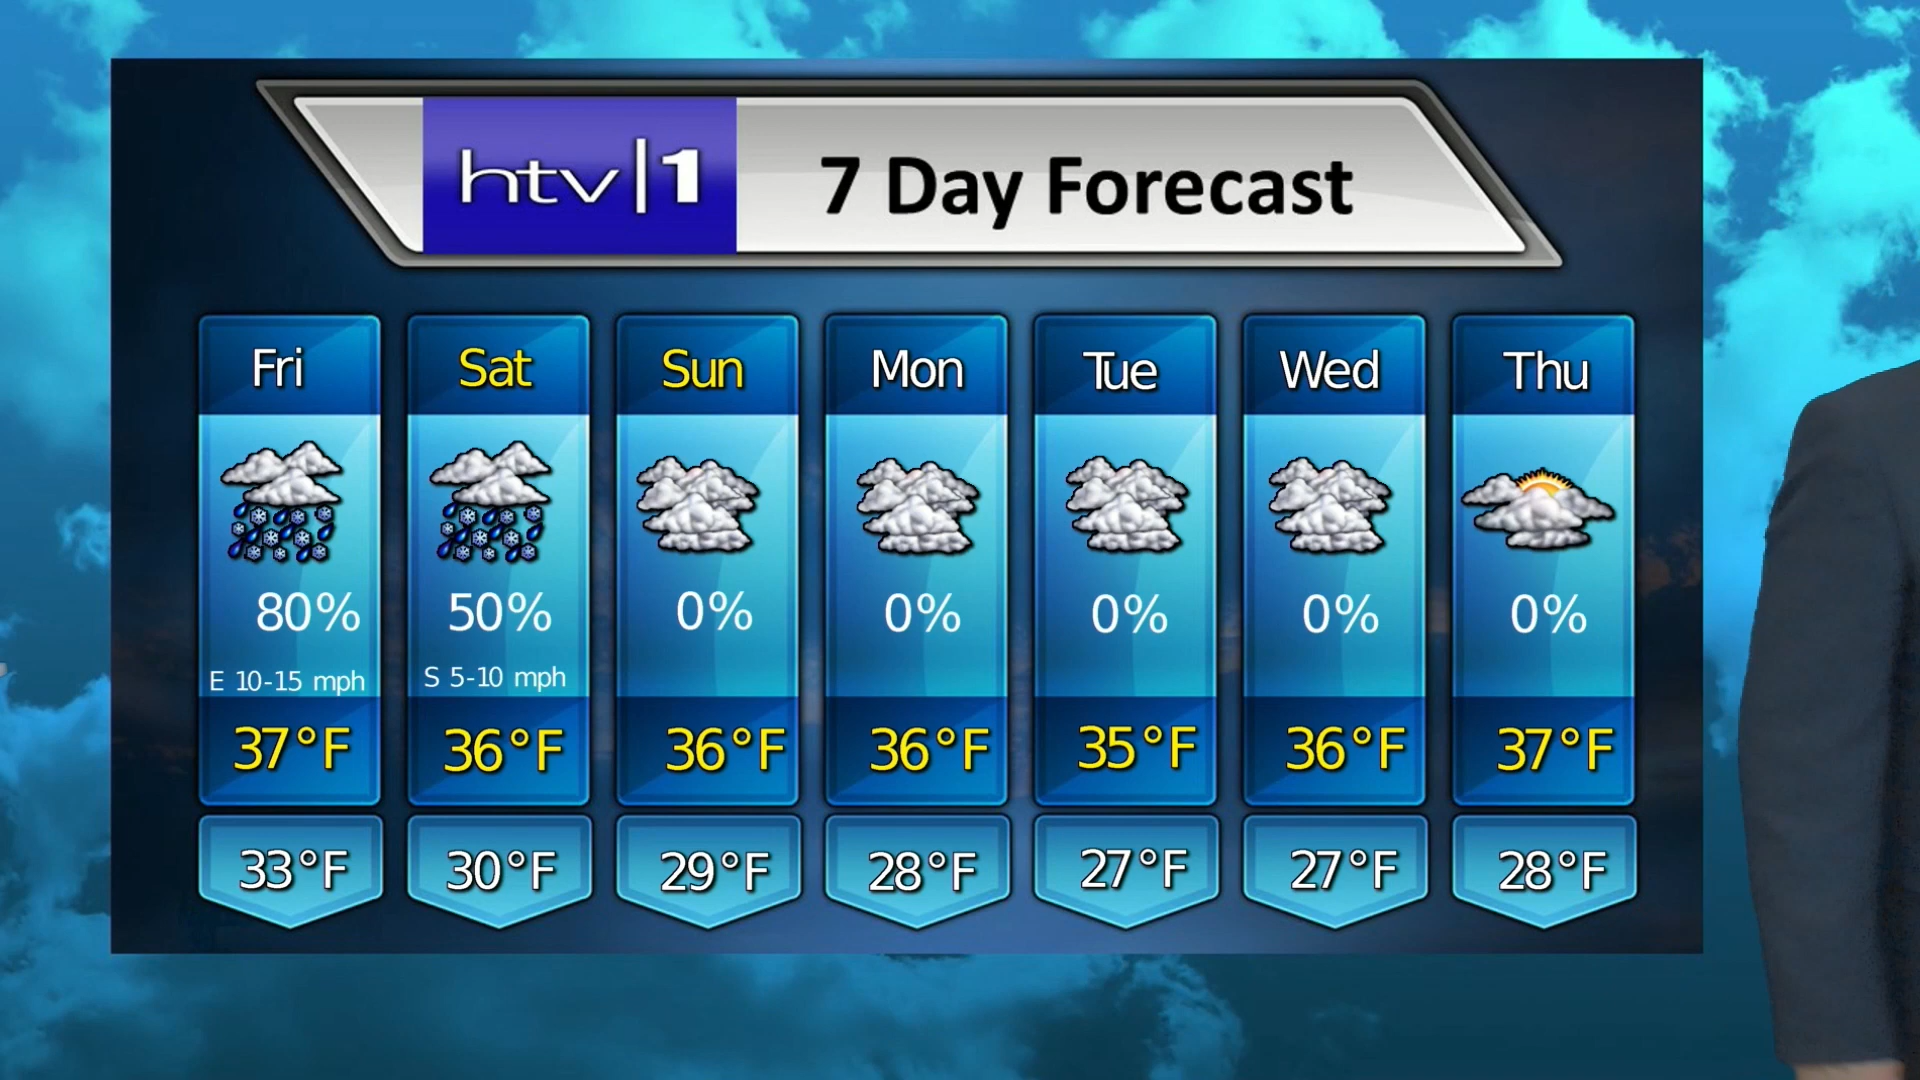 htv|1 7 Day Forecast
Fri Sat Sun Mon Tue Wed Thu
80% 50% 0% 0% 0% 0% 0%
E 10-15 mph S 5-10 mph
37°F 36°F 36°F 36°F 35°F 36°F 37°F
33°F 30°F 29°F 28°F 27°F 27°F 28°F